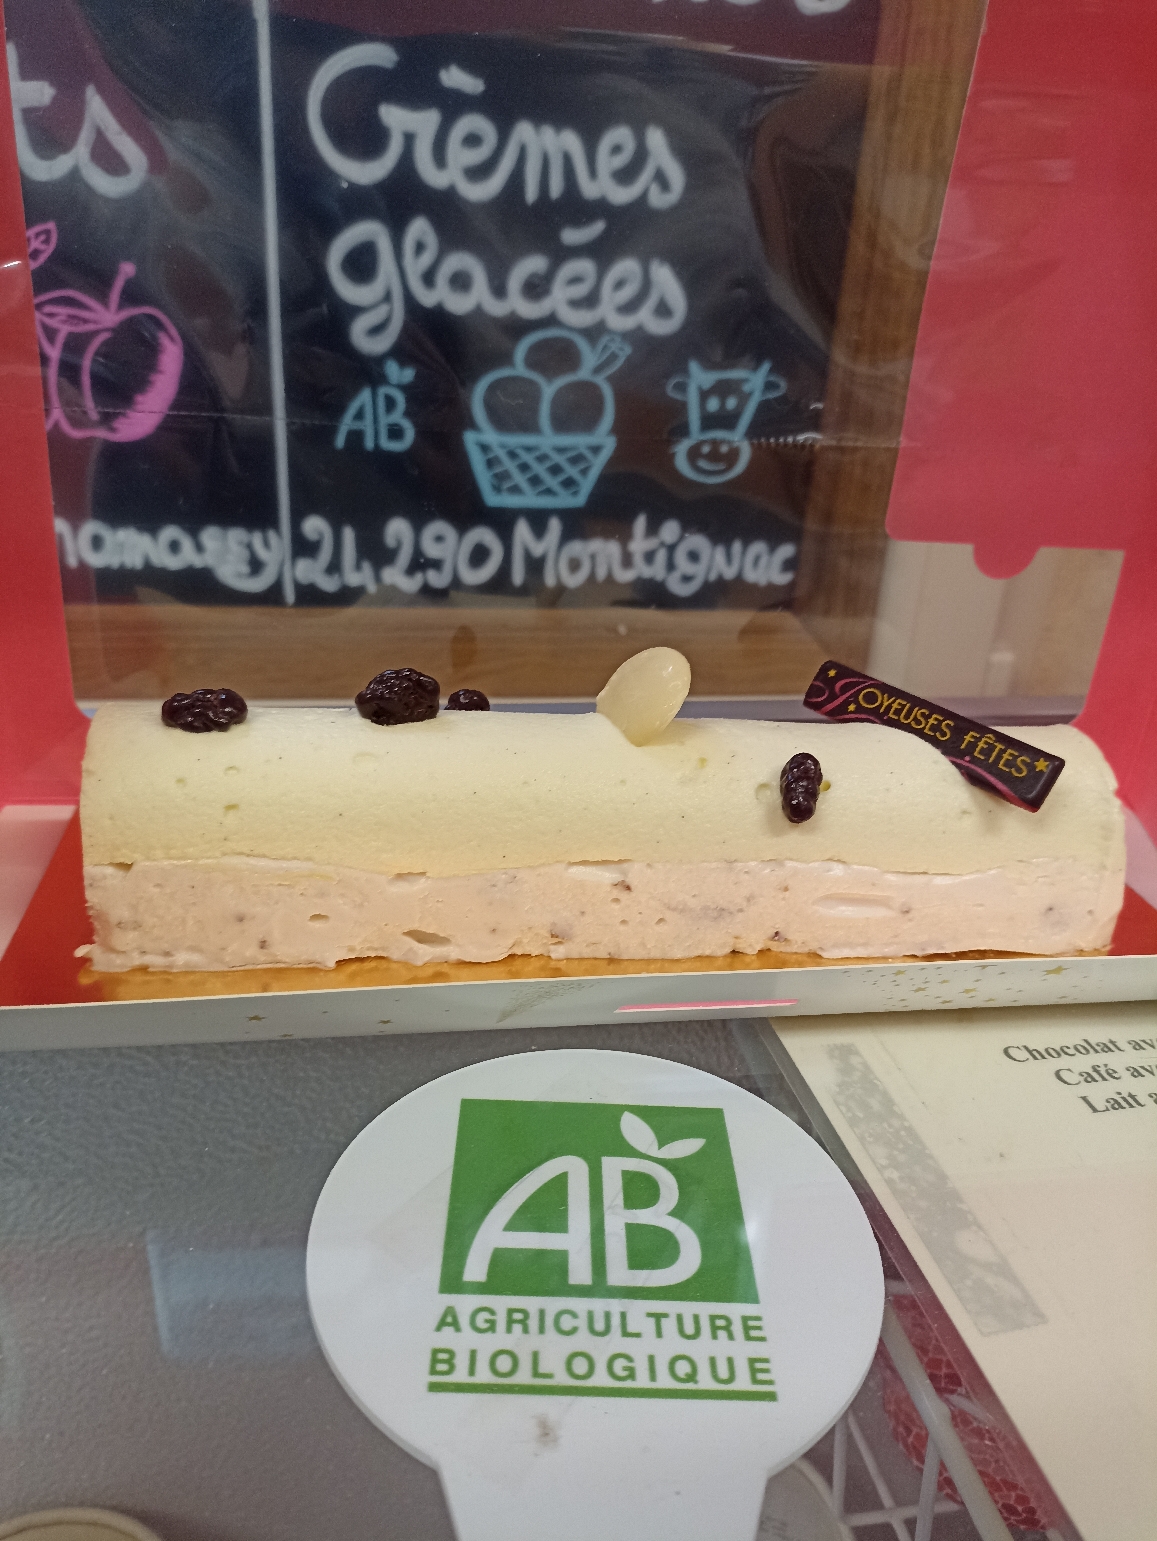 Crèmes
glacées
AB
24290 Montignac
JOYEUSES FÊTES
Chocolat
Café
Lait
AB
AGRICULTURE
BIOLOGIQUE